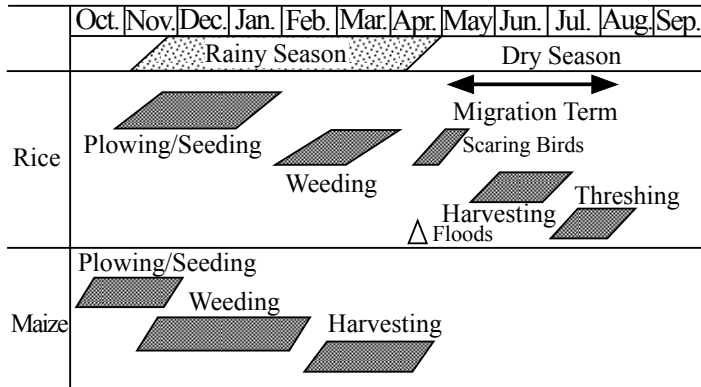 Oct. Nov. Dec. Jan. Feb. Mar. Apr. May Jun. Jul. Aug. Sep.
Rainy Season Dry Season
Migration Term
Plowing/Seeding Scaring Birds
Rice Weeding
Harvesting Threshing
Floods
Plowing/Seeding
Weeding
Maize Harvesting